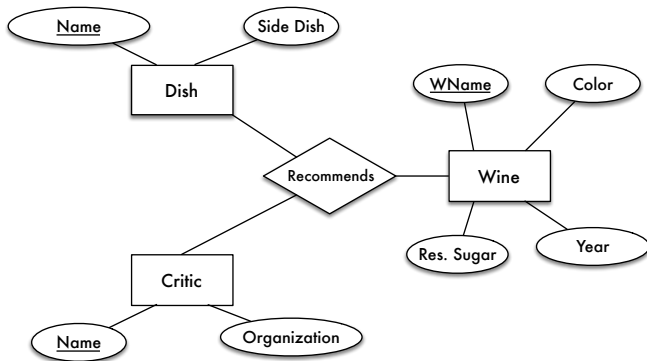 Name
Side Dish
Dish
WName
Color
Recommends
Wine
Res. Sugar
Year
Critic
Name
Organization